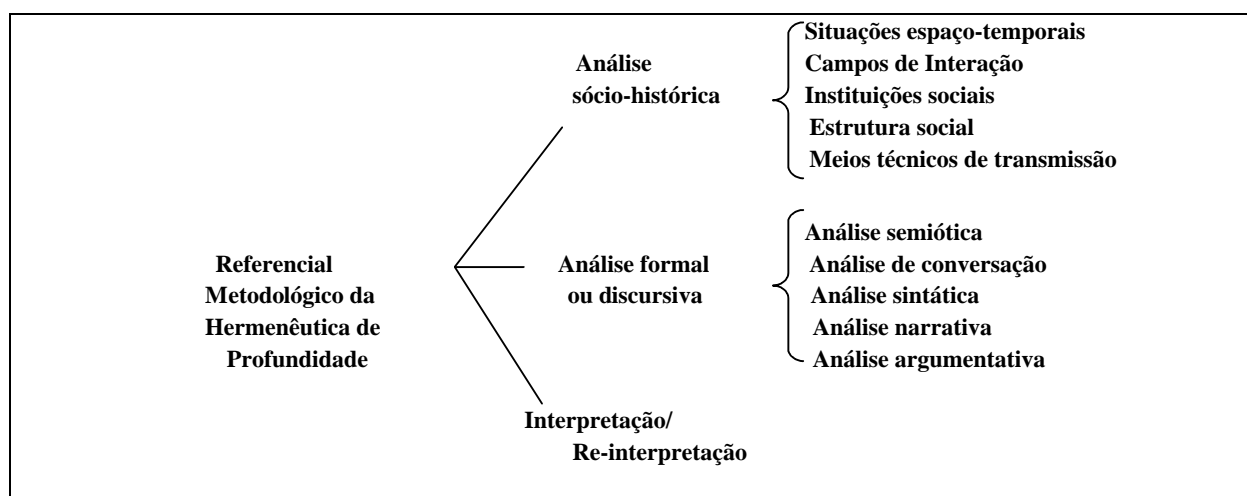 Referencial
Metodológico da
Hermenêutica de
Profundidade
Análise
sócio-histórica
Situações espaço-temporais
Campos de Interação
Instituições sociais
Estrutura social
Meios técnicos de transmissão
Análise formal
ou discursiva
Análise semiótica
Análise de conversação
Análise sintática
Análise narrativa
Análise argumentativa
Interpretação/
Re-interpretação